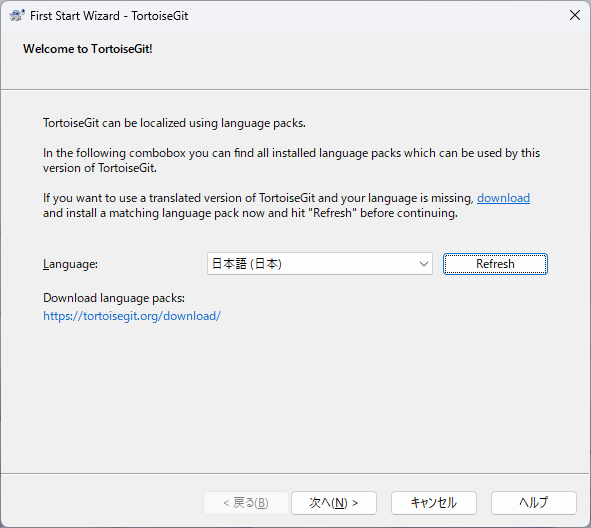 First Start Wizard - TortoiseGit
Welcome to TortoiseGit!
TortoiseGit can be localized using language packs.
In the following combobox you can find all installed language packs which can be used by this
version of TortoiseGit.
If you want to use a translated version of TortoiseGit and your language is missing, download
and install a matching language pack now and hit "Refresh" before continuing.
Language: 日本語 (日本) Refresh
Download language packs:
https://tortoisegit.org/download/
< 戻る(B) 次へ(N) > キャンセル ヘルプ